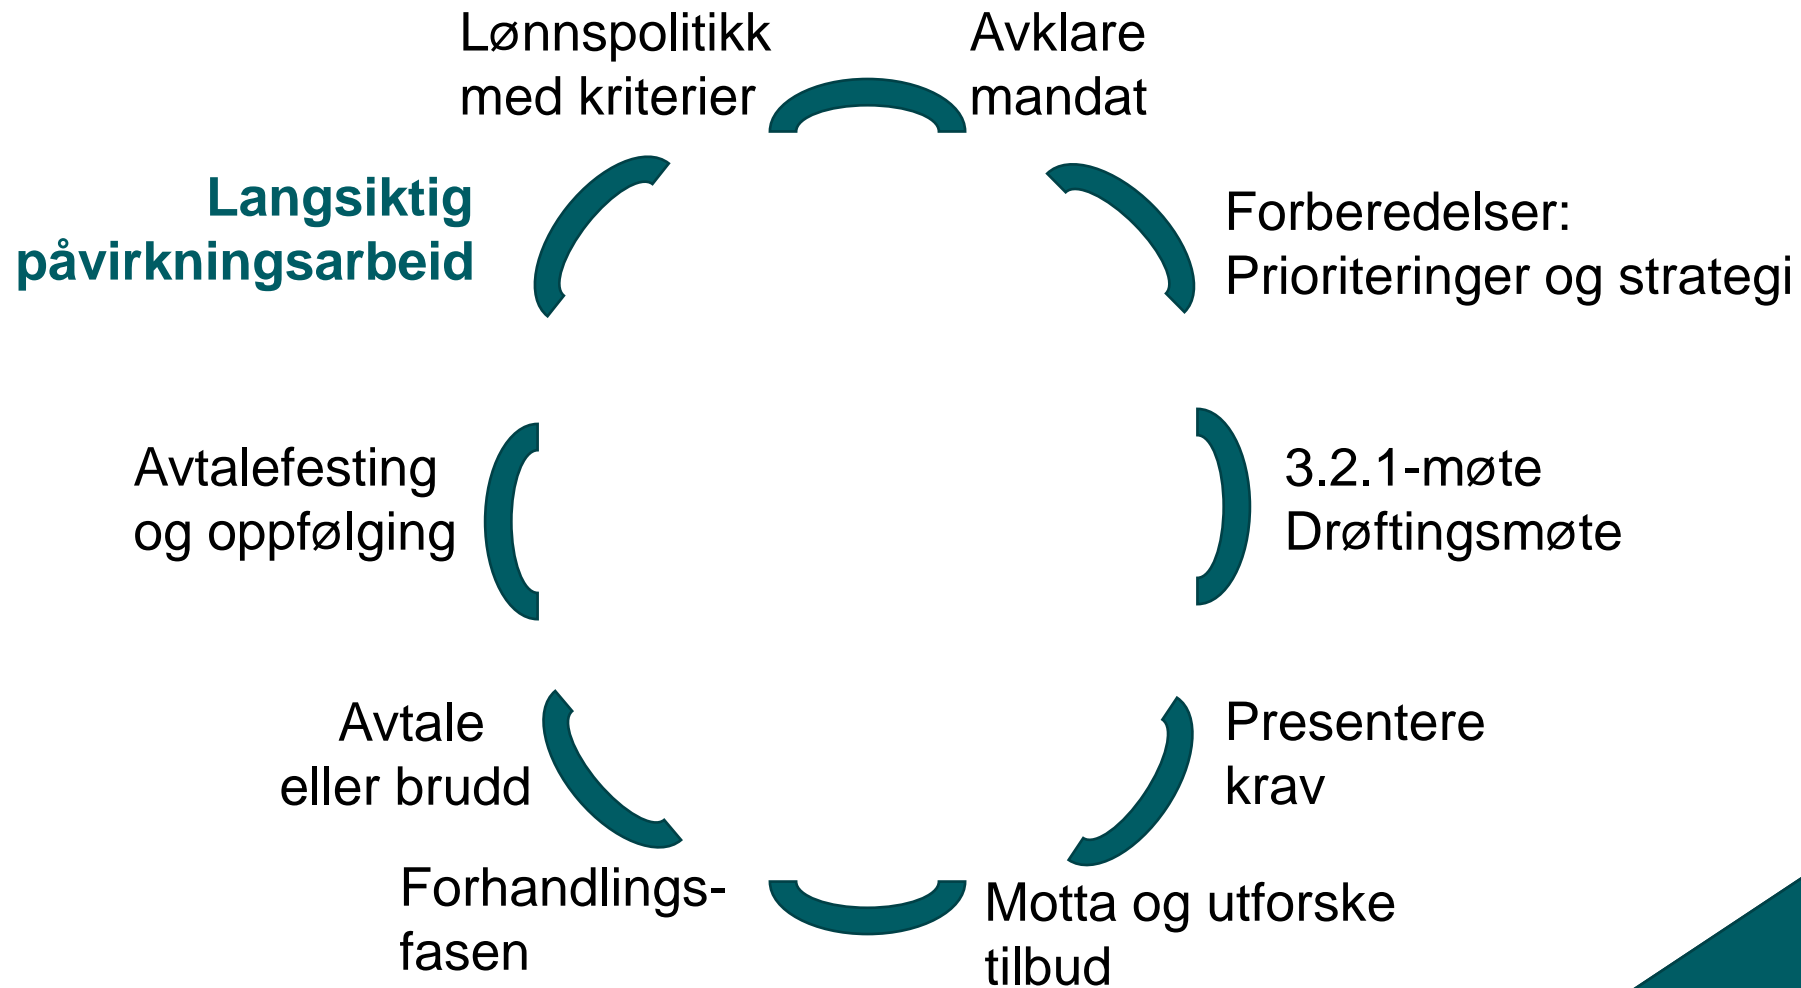 Lønnspolitikk
med kriterier
Avklare
mandat
Forberedelser:
Prioriteringer og strategi
3.2.1-møte
Drøftingsmøte
Presentere
krav
Motta og utforske
tilbud
Forhandlings-
fasen
Avtale
eller brudd
Avtalefesting
og oppfølging
Langsiktig
påvirkningsarbeid